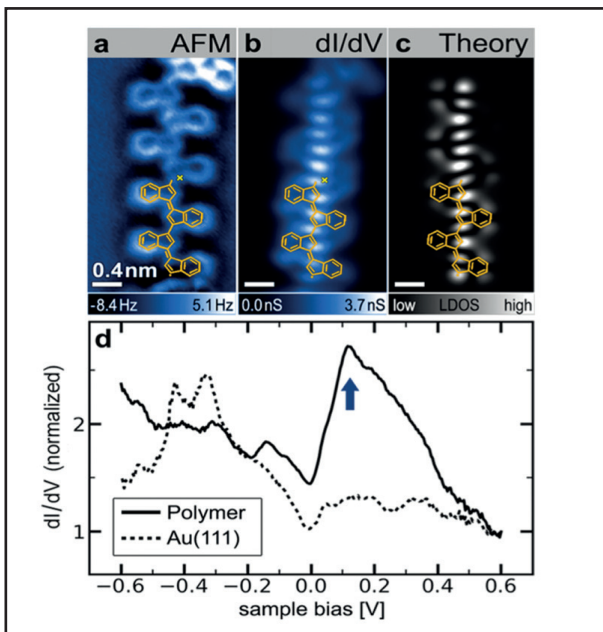 a AFM
b dI/dV
c Theory
x
x
0.4nm
-8.4 Hz 5.1 Hz
0.0 nS 3.7 nS
low LDOS high
d
dI/dV (normalized)
2
1
Polymer
Au(111)
−0.6 −0.4 −0.2 0.0 0.2 0.4 0.6
sample bias [V]